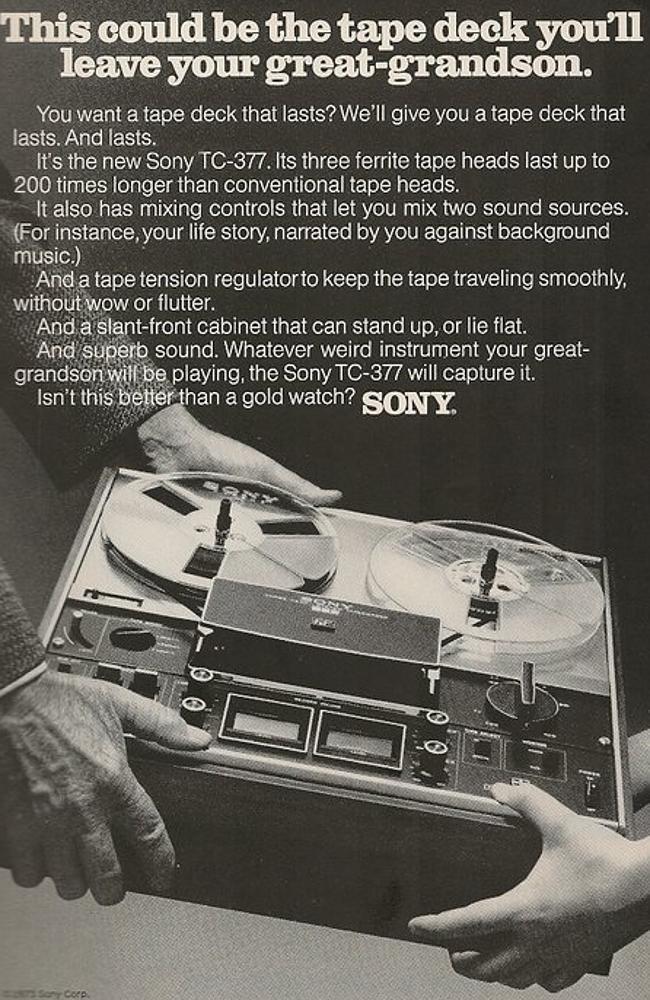 This could be the tape deck you'll
leave your great-grandson.
You want a tape deck that lasts? We'll give you a tape deck that
lasts. And lasts.
It's the new Sony TC-377. Its three ferrite tape heads last up to
200 times longer than conventional tape heads.
It also has mixing controls that let you mix two sound sources.
(For instance, your life story, narrated by you against background
music.)
And a tape tension regulator to keep the tape traveling smoothly,
without wow or flutter.
And a slant-front cabinet that can stand up, or lie flat.
And superb sound. Whatever weird instrument your great-
grandson will be playing, the Sony TC-377 will capture it.
Isn't this better than a gold watch? SONY®
SONY
SONY
©1973 Sony Corp.